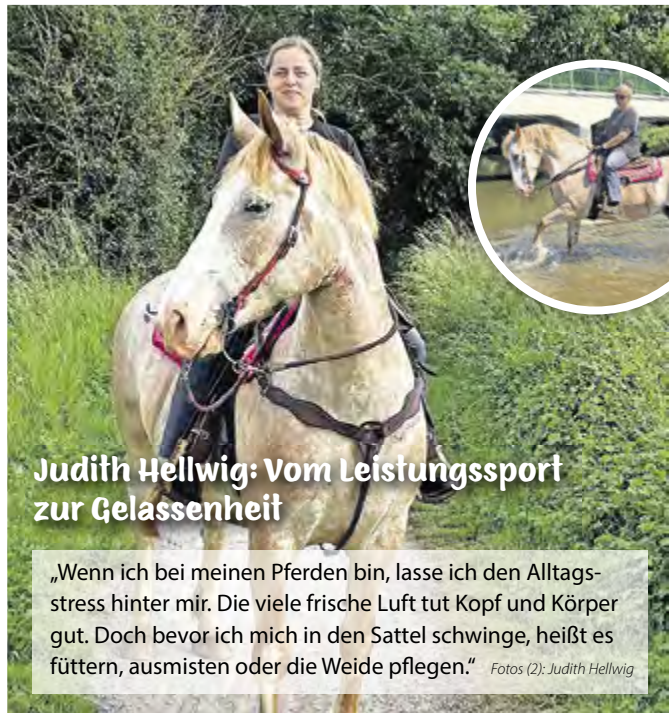 Judith Hellwig: Vom Leistungssport
zur Gelassenheit
„Wenn ich bei meinen Pferden bin, lasse ich den Alltags-
stress hinter mir. Die viele frische Luft tut Kopf und Körper
gut. Doch bevor ich mich in den Sattel schwinge, heißt es
füttern, ausmisten oder die Weide pflegen.“ Fotos (2): Judith Hellwig